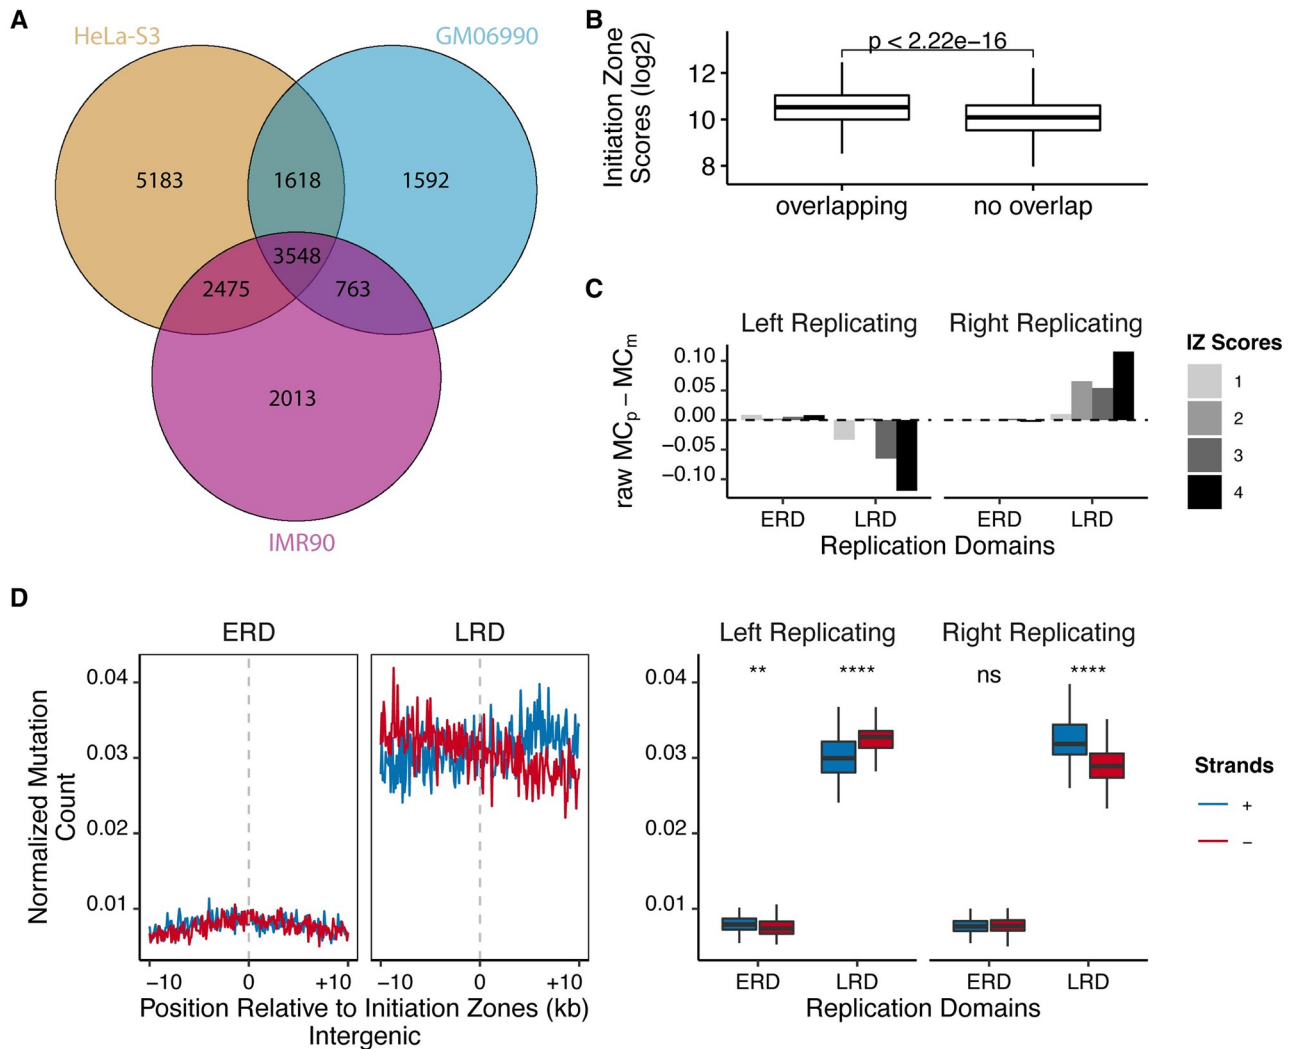 A
HeLa-S3
GM06990
5183
1618
1592
3548
2475
763
2013
IMR90
B
Initiation Zone
Scores (log2)
p < 2.22e−16
12
10
8
overlapping
no overlap
C
Left Replicating
Right Replicating
raw MCp − MCm
0.10
0.05
0.00
−0.05
−0.10
ERD
LRD
ERD
LRD
Replication Domains
IZ Scores
1
2
3
4
D
ERD
LRD
Normalized Mutation
Count
0.04
0.03
0.02
0.01
−10
0
+10
−10
0
+10
Position Relative to Initiation Zones (kb)
Intergenic
Left Replicating
Right Replicating
**
****
ns
****
0.04
0.03
0.02
0.01
ERD
LRD
ERD
LRD
Replication Domains
Strands
+
−